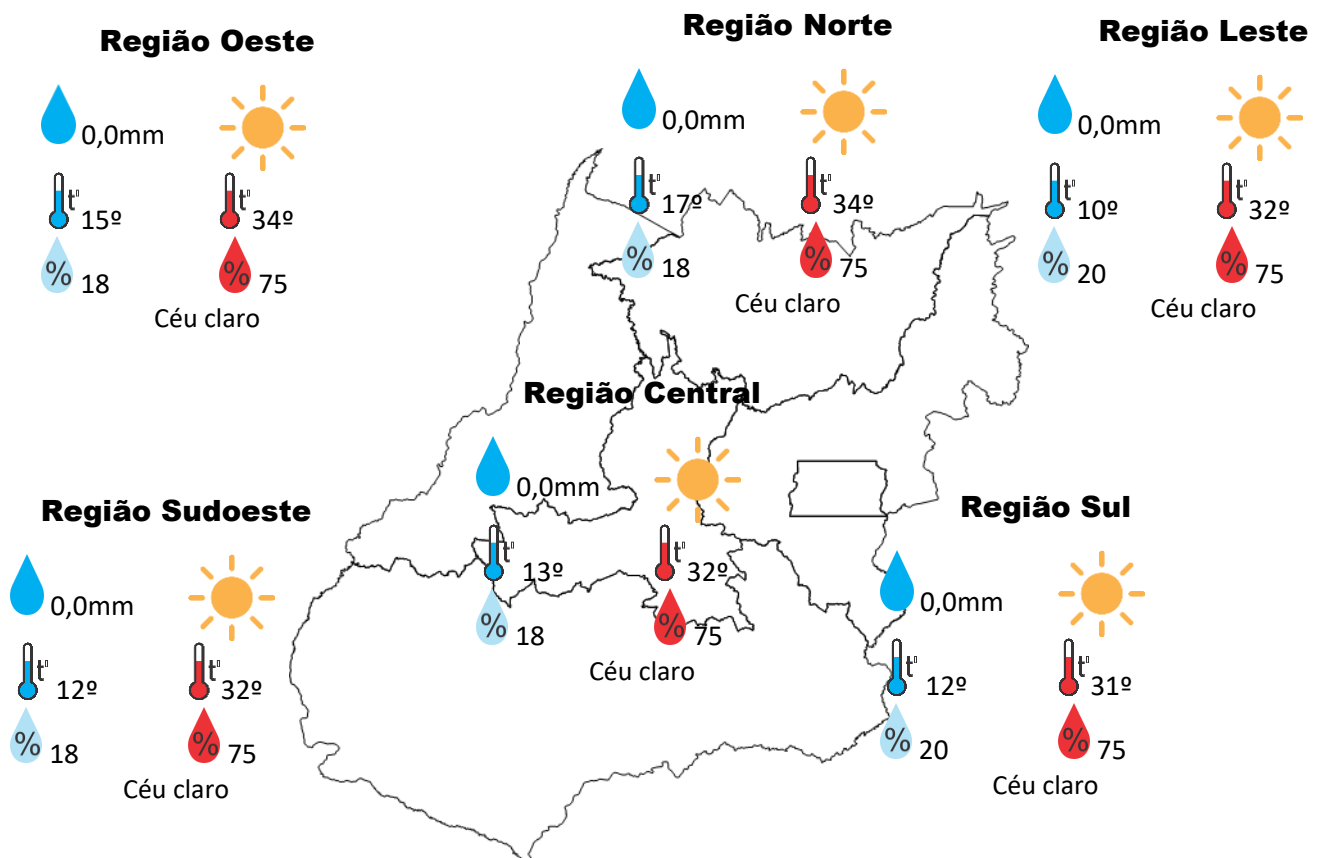 Região Oeste
0,0mm
t°
15º
t°
34º
%
18
%
75
Céu claro
Região Norte
0,0mm
t°
17º
t°
34º
%
18
%
75
Céu claro
Região Leste
0,0mm
t°
10º
t°
32º
%
20
%
75
Céu claro
Região Central
0,0mm
t°
13º
t°
32º
%
18
%
75
Céu claro
Região Sudoeste
0,0mm
t°
12º
t°
32º
%
18
%
75
Céu claro
Região Sul
0,0mm
t°
12º
t°
31º
%
20
%
75
Céu claro